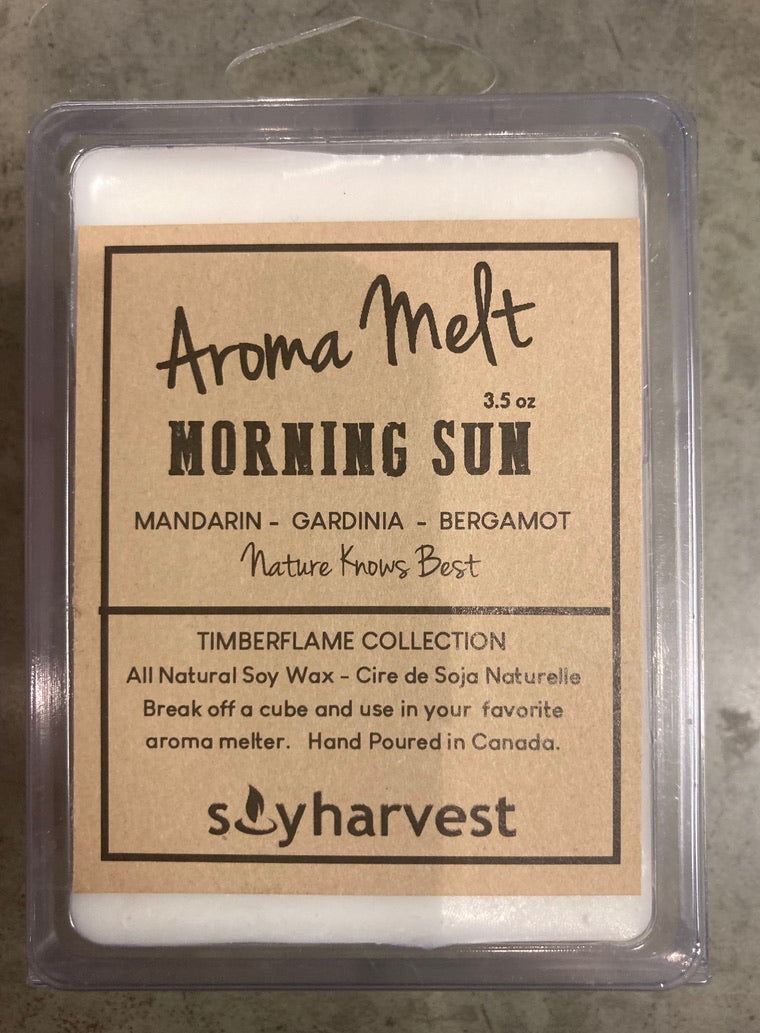 Aroma Melt
3.5 oz
MORNING SUN
MANDARIN - GARDINIA - BERGAMOT
Nature Knows Best
TIMBERFLAME COLLECTION
All Natural Soy Wax - Cire de Soja Naturelle
Break off a cube and use in your favorite
aroma melter. Hand Poured in Canada.
soyharvest